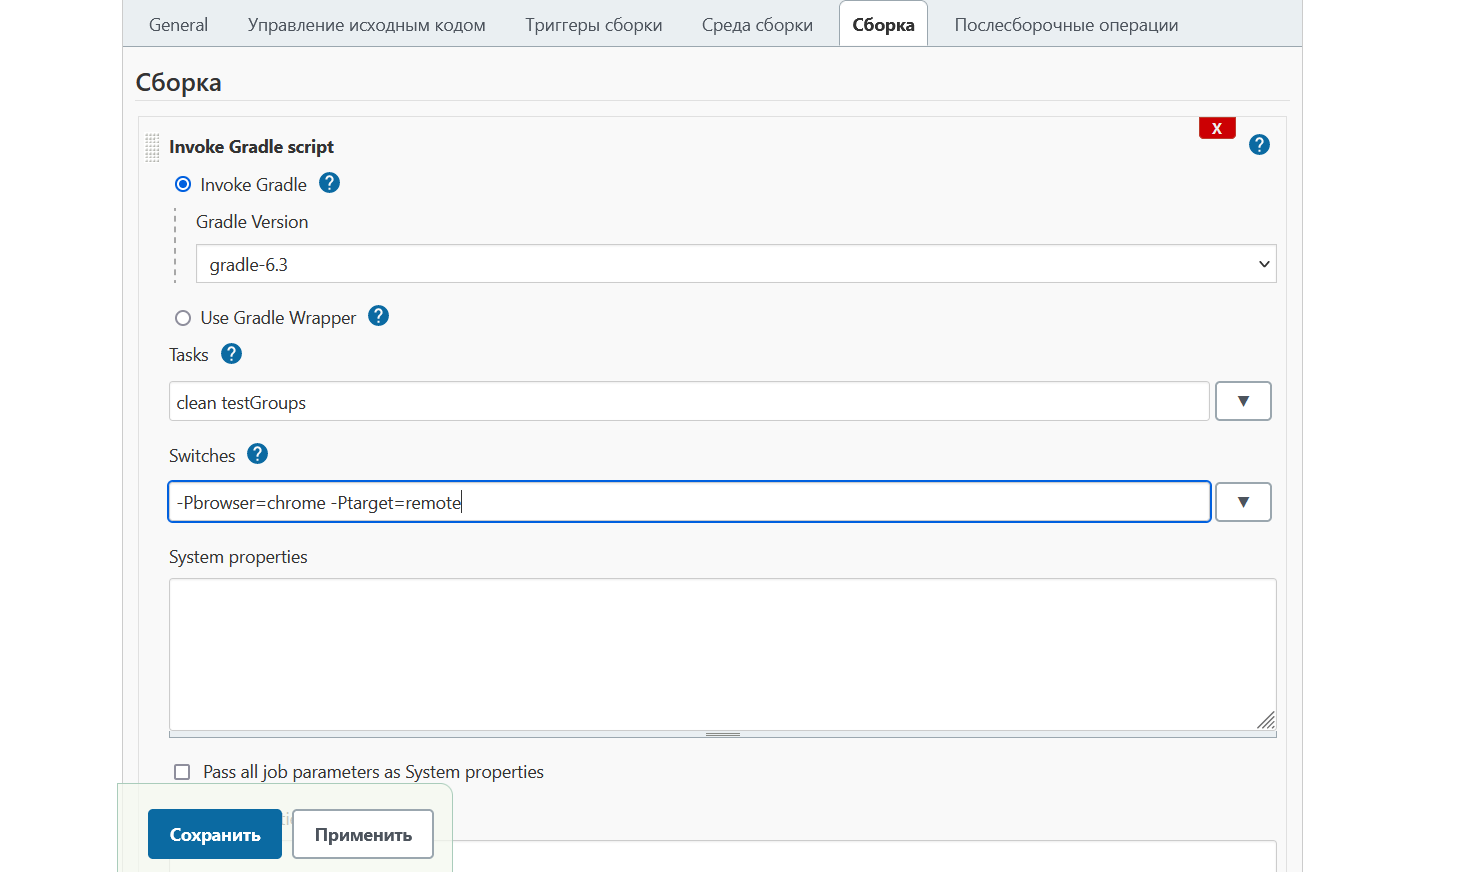 General Управление исходным кодом Триггеры сборки Среда сборки Сборка Послесборочные операции
Сборка
X
Invoke Gradle script ?
Invoke Gradle ?
Gradle Version
gradle-6.3
Use Gradle Wrapper ?
Tasks ?
clean testGroups
Switches ?
-Pbrowser=chrome -Ptarget=remote
System properties
Pass all job parameters as System properties
Сохранить Применить